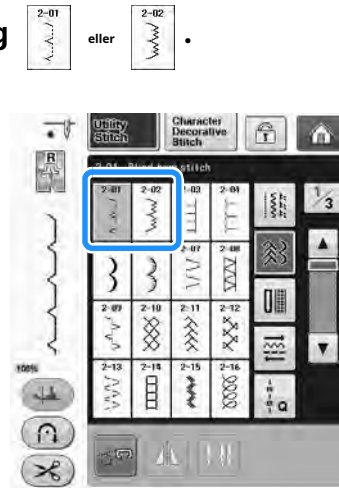 g 2-01 eller 2-02 .
Utility Stitch
Character Decorative Stitch
R
2-01 Blind hem stitch
2-01 2-02 2-03 2-04
1/3
2-07 2-08
2-09 2-10 2-11 2-12
100%
2-13 2-14 2-15 2-16
Q